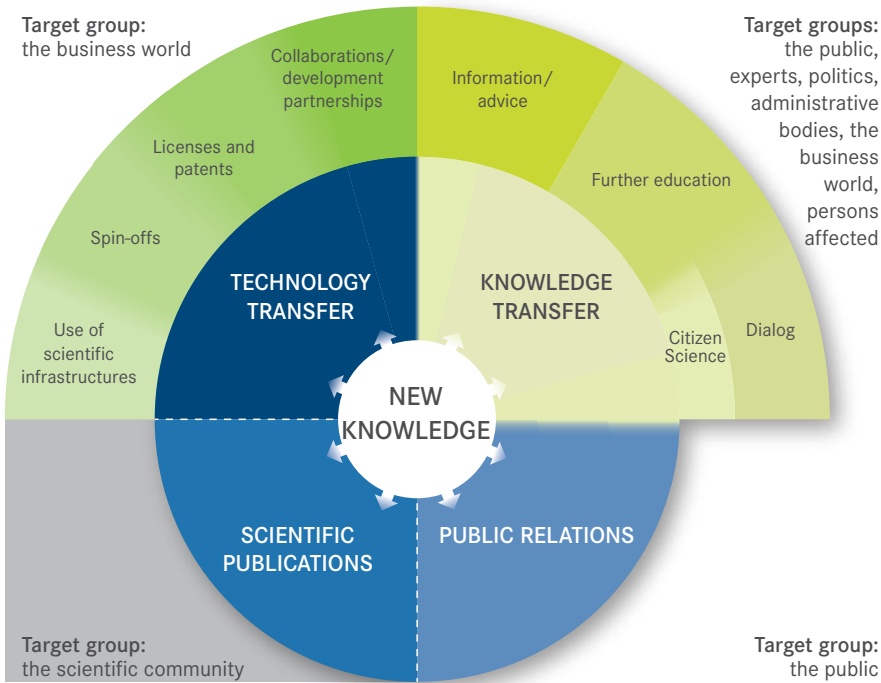 Target group:
the business world
Target groups:
the public,
experts, politics,
administrative
bodies, the
business
world,
persons
affected
Collaborations/
development
partnerships
Information/
advice
Licenses and
patents
Further education
Spin-offs
Use of
scientific
infrastructures
Citizen
Science
Dialog
TECHNOLOGY
TRANSFER
KNOWLEDGE
TRANSFER
NEW
KNOWLEDGE
SCIENTIFIC
PUBLICATIONS
PUBLIC RELATIONS
Target group:
the scientific community
Target group:
the public